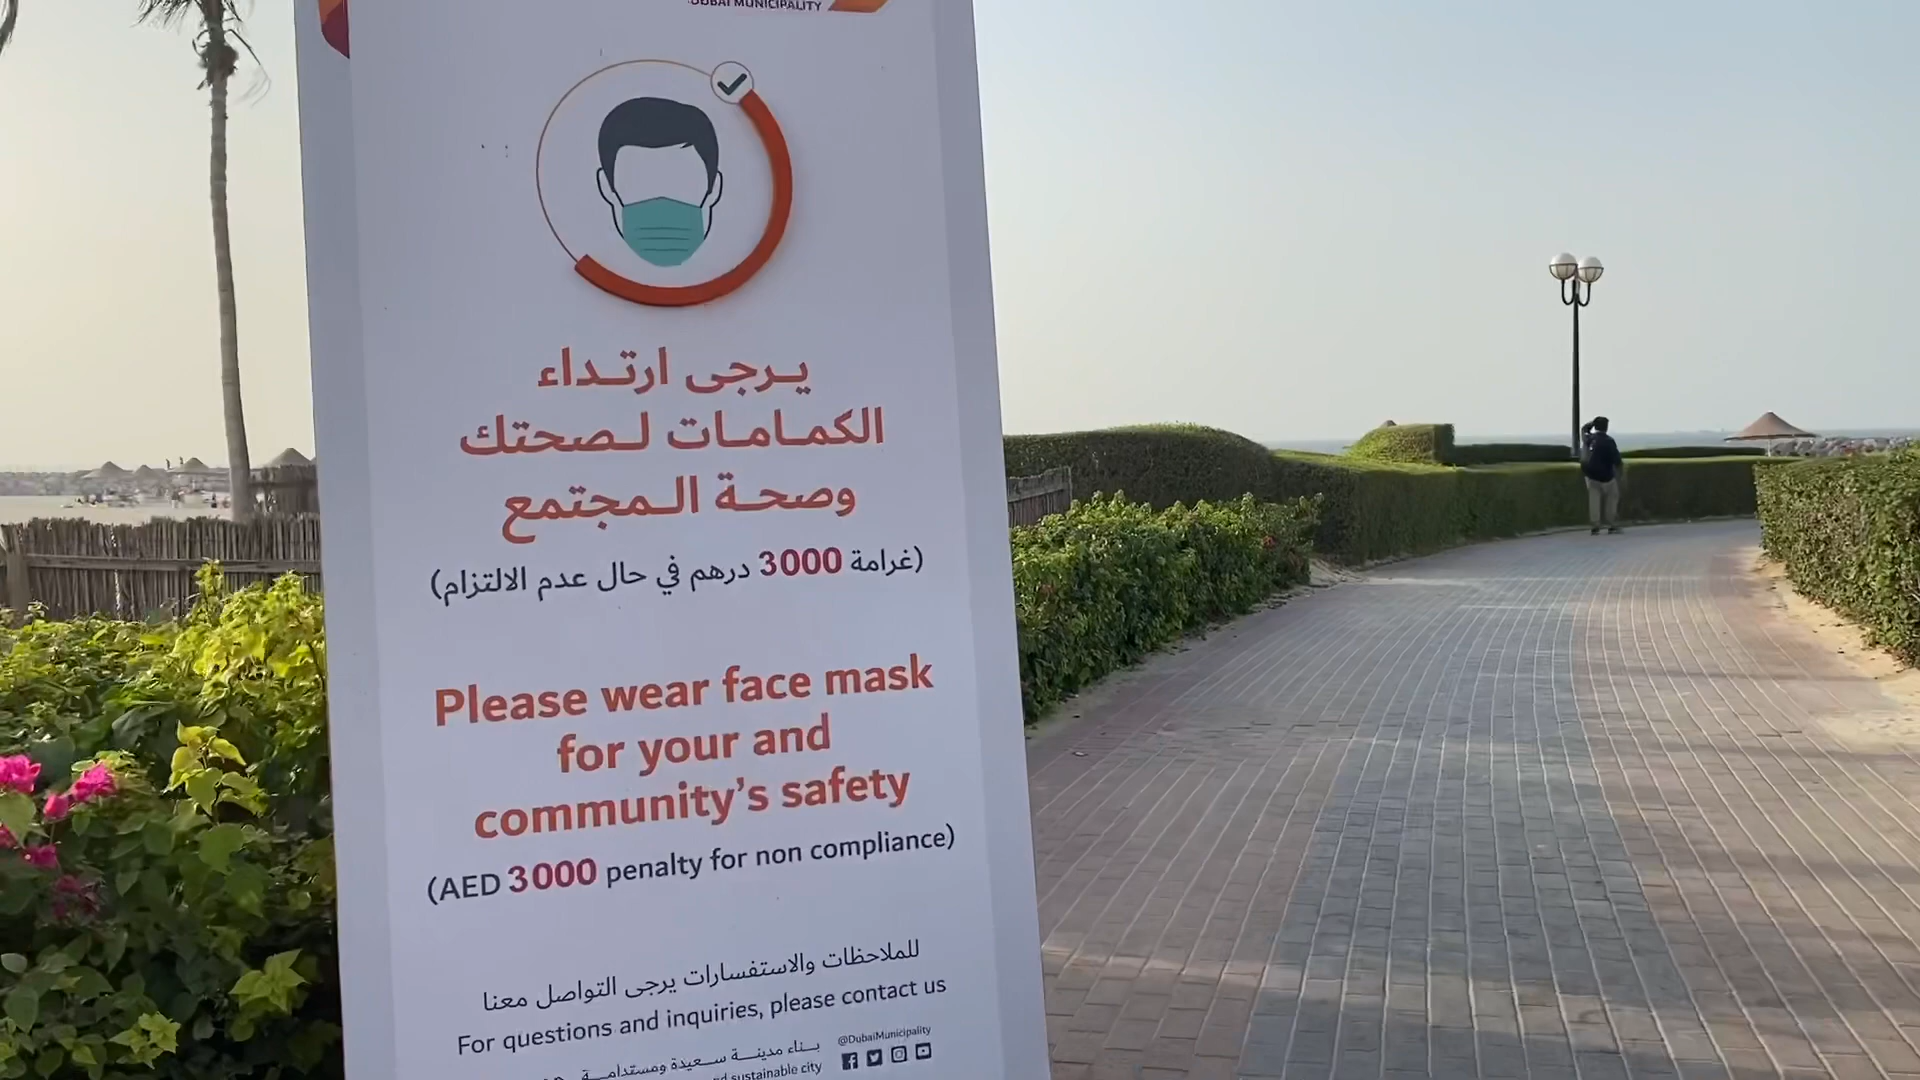 DUBAI MUNICIPALITY
يرجى ارتداء
الكمامات لصحتك
وصحة المجتمع
(غرامة 3000 درهم في حال عدم الالتزام)
Please wear face mask
for your and
community's safety
(AED 3000 penalty for non compliance)
للملاحظات والاستفسارات يرجى التواصل معنا
For questions and inquiries, please contact us
@DubaiMunicipality
بناء مدينة سعيدة ومستدامة
sustainable city